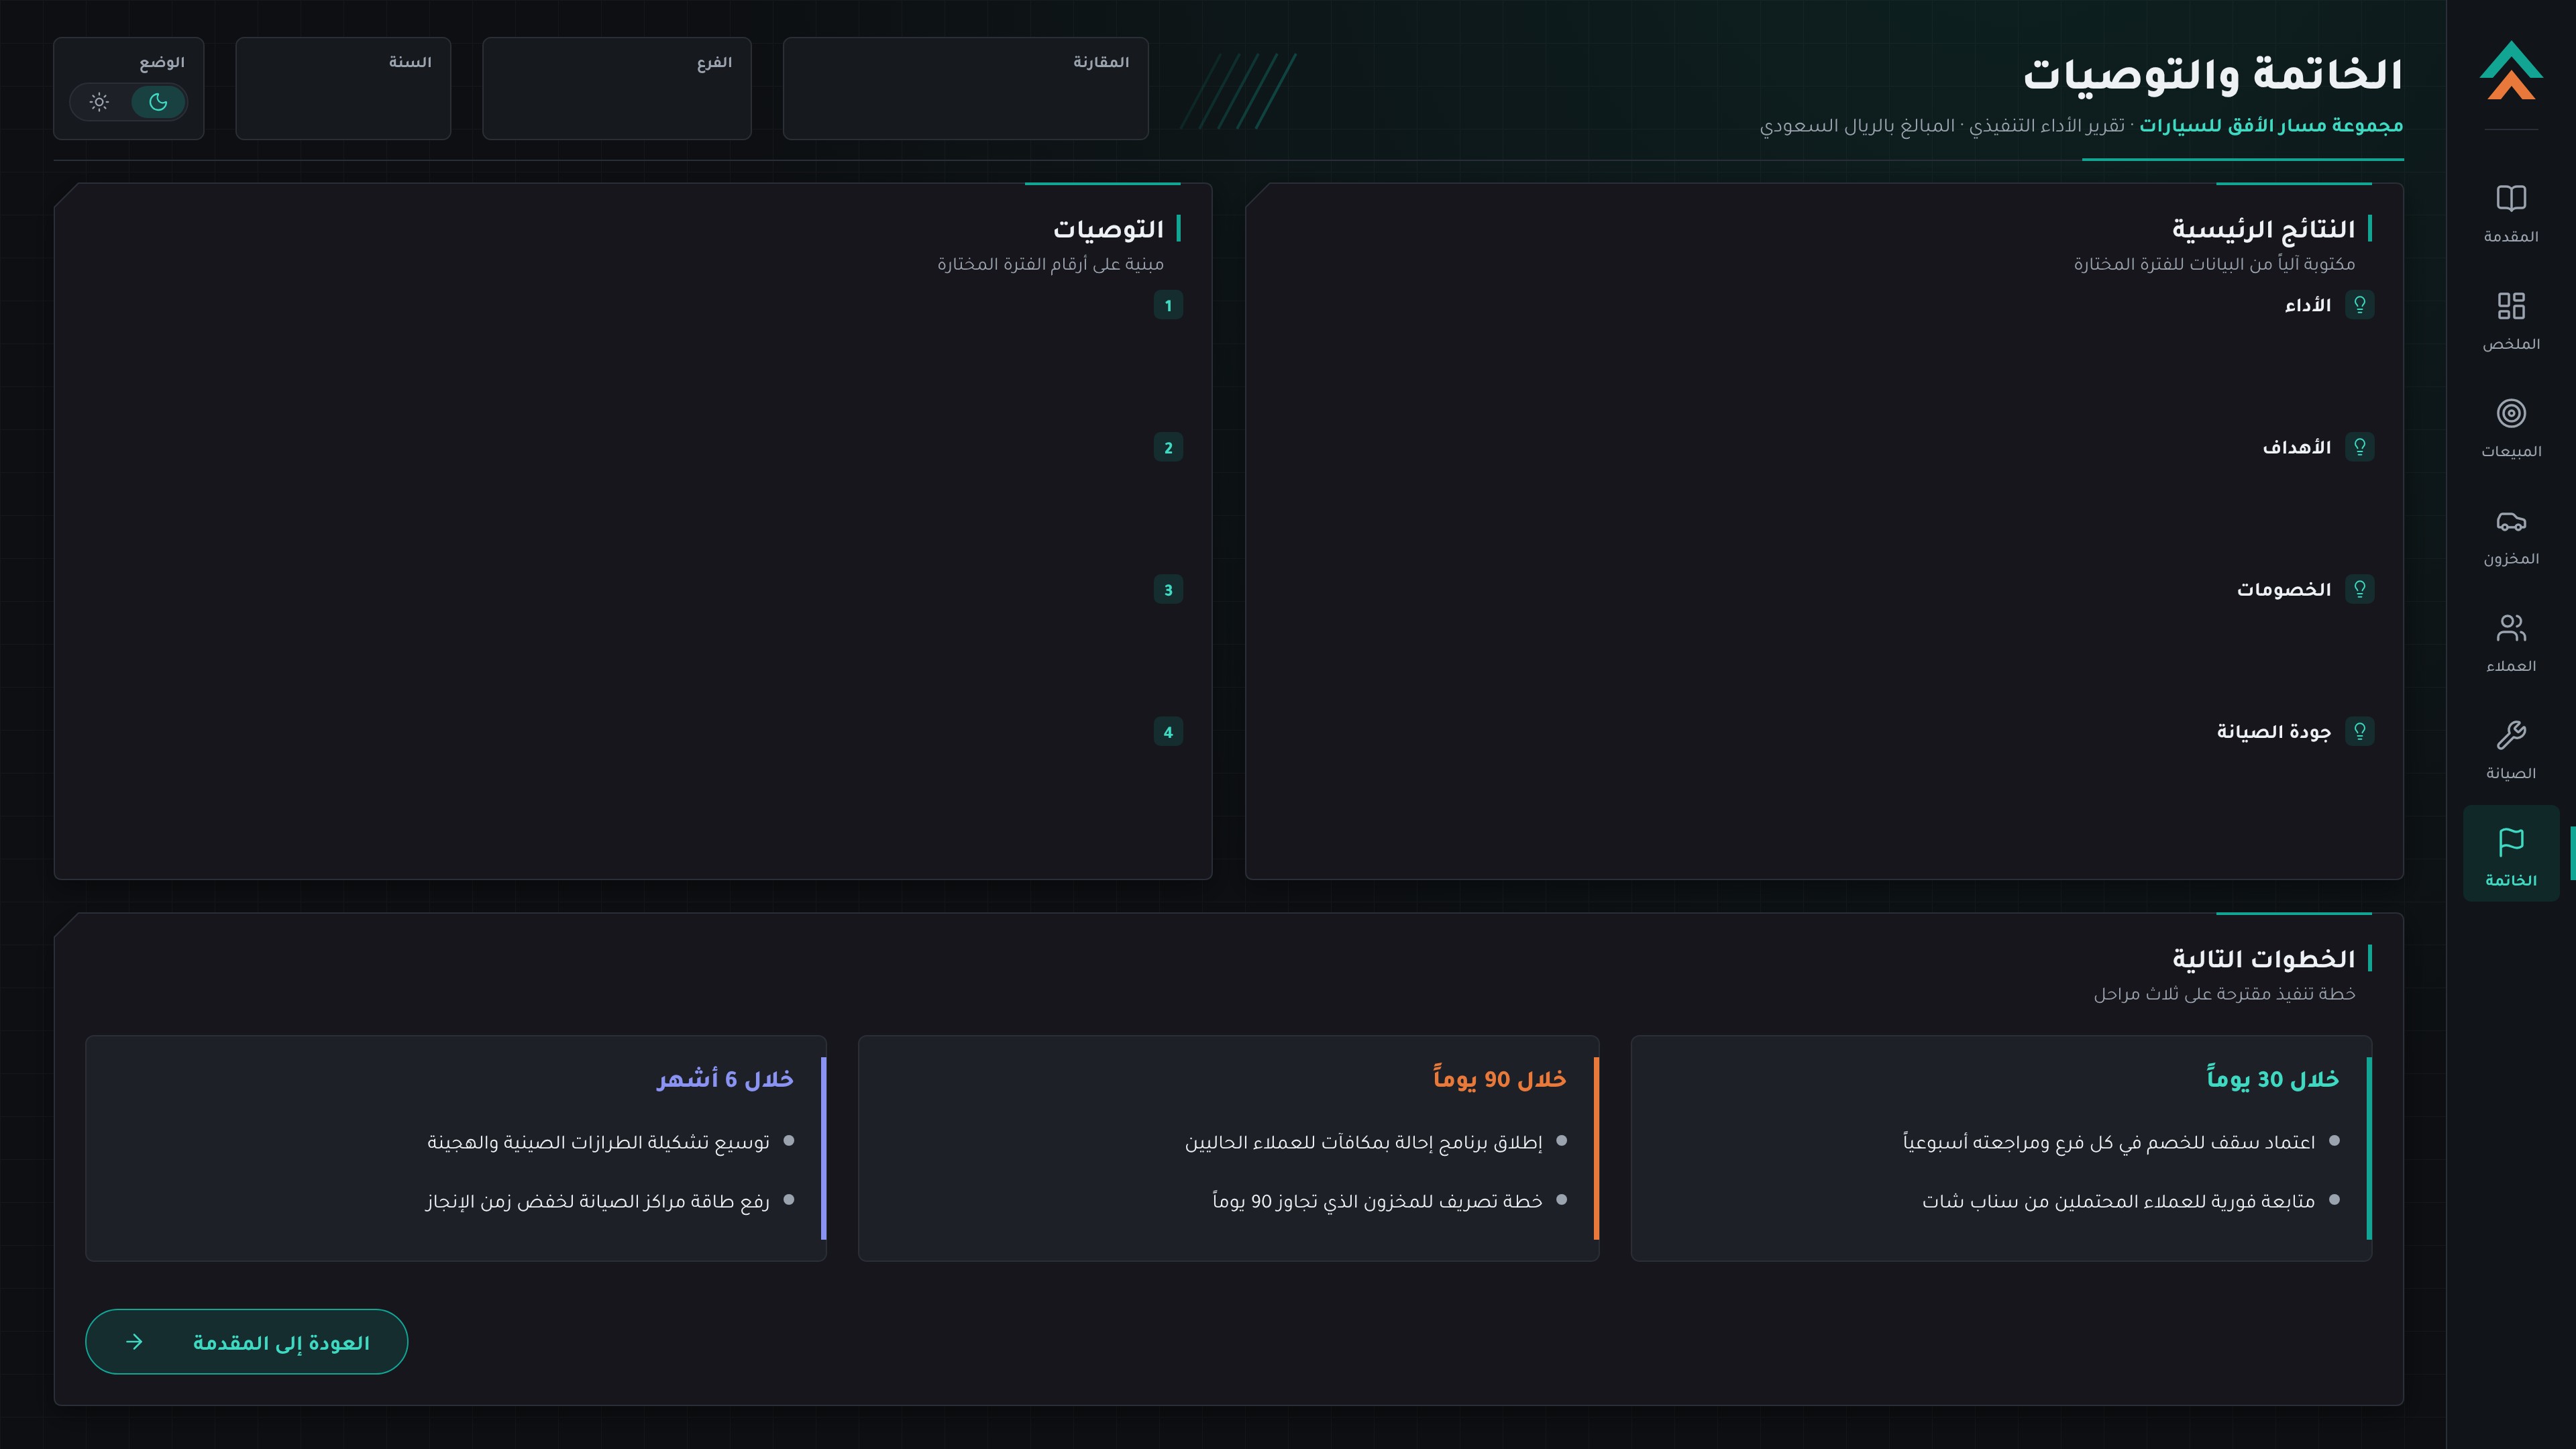 الخاتمة والتوصيات
مجموعة مسار الأفق للسيارات · تقرير الأداء التنفيذي · المبالغ بالريال السعودي
المقارنة
الفرع
السنة
الوضع
المقدمة
الملخص
المبيعات
المخزون
العملاء
الصيانة
الخاتمة
النتائج الرئيسية
مكتوبة آلياً من البيانات للفترة المختارة
الأداء
الأهداف
الخصومات
جودة الصيانة
التوصيات
مبنية على أرقام الفترة المختارة
1
2
3
4
الخطوات التالية
خطة تنفيذ مقترحة على ثلاث مراحل
خلال 30 يوماً
اعتماد سقف للخصم في كل فرع ومراجعته أسبوعياً
متابعة فورية للعملاء المحتملين من سناب شات
خلال 90 يوماً
إطلاق برنامج إحالة بمكافآت للعملاء الحاليين
خطة تصريف للمخزون الذي تجاوز 90 يوماً
خلال 6 أشهر
توسيع تشكيلة الطرازات الصينية والهجينة
رفع طاقة مراكز الصيانة لخفض زمن الإنجاز
العودة إلى المقدمة